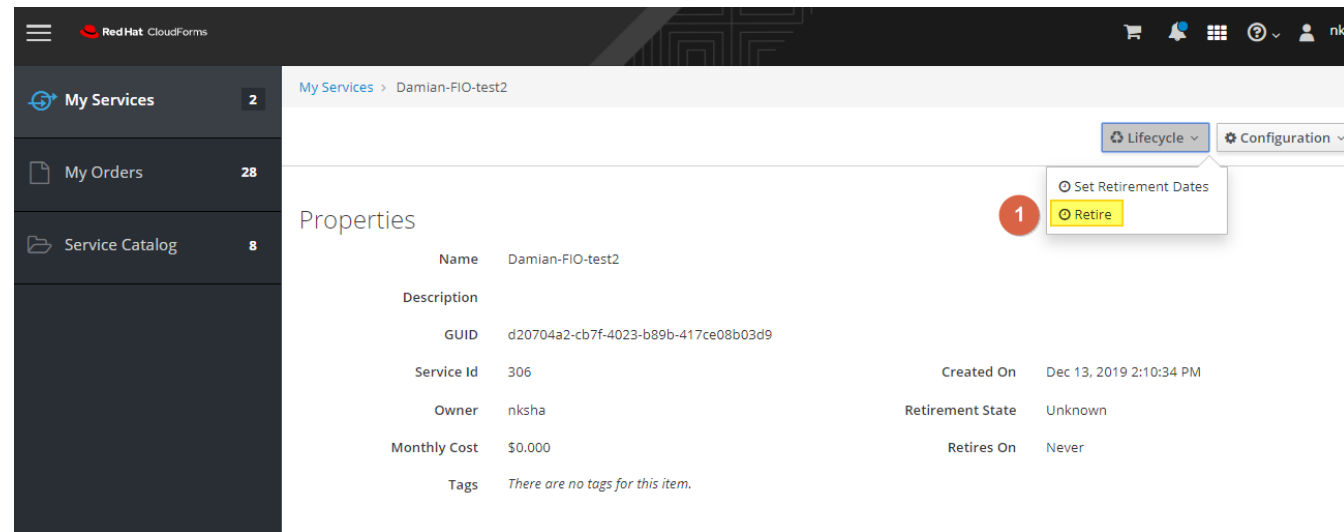 Red Hat CloudForms
nk
My Services 2
My Orders 28
Service Catalog 8
My Services > Damian-FIO-test2
Lifecycle
Configuration
Set Retirement Dates
1 Retire
Properties
Name Damian-FIO-test2
Description
GUID d20704a2-cb7f-4023-b89b-417ce08b03d9
Service Id 306 Created On Dec 13, 2019 2:10:34 PM
Owner nksha Retirement State Unknown
Monthly Cost $0.000 Retires On Never
Tags There are no tags for this item.